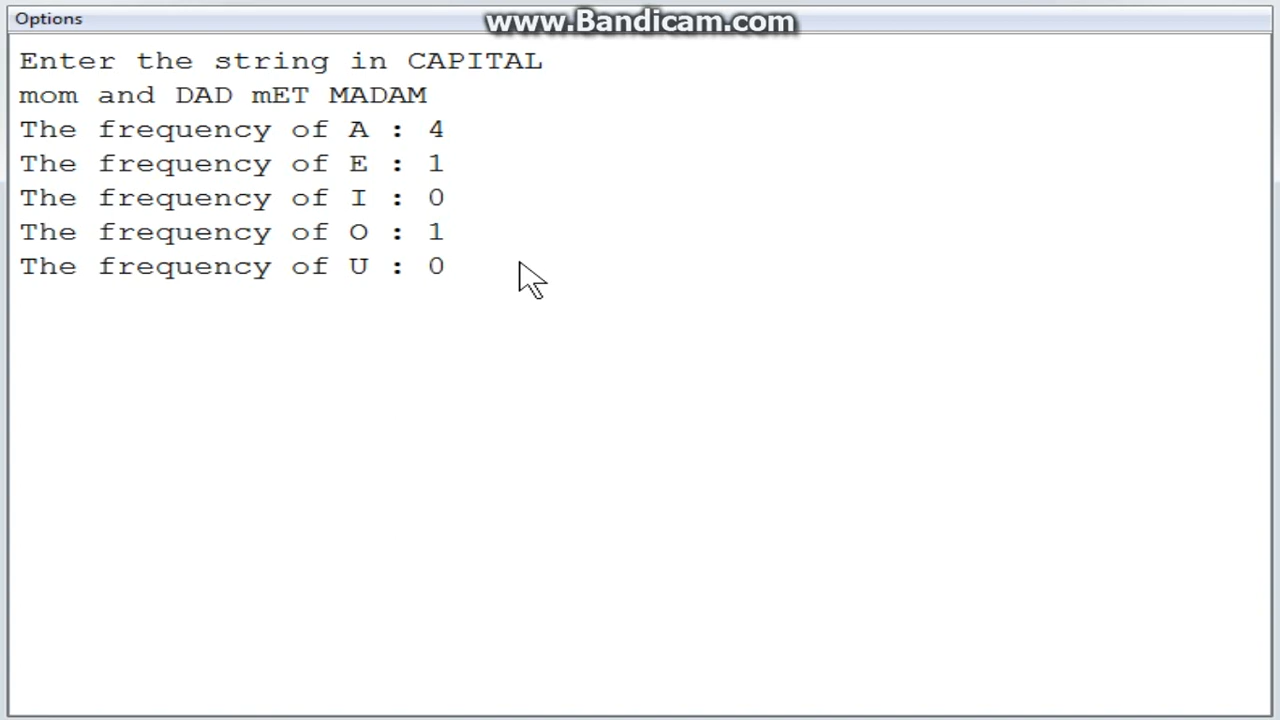 Options
www.Bandicam.com
Enter the string in CAPITAL
mom and DAD mET MADAM
The frequency of A : 4
The frequency of E : 1
The frequency of I : 0
The frequency of O : 1
The frequency of U : 0